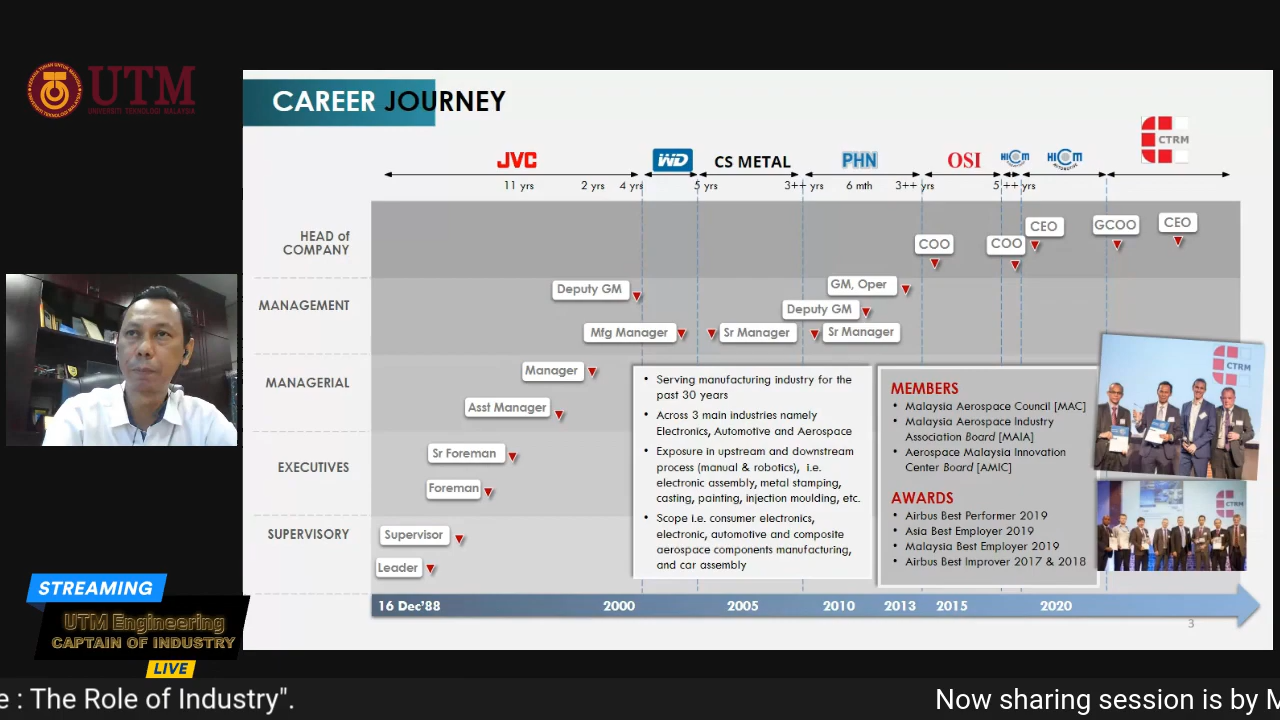 UTM
UNIVERSITI TEKNOLOGI MALAYSIA
CAREER JOURNEY
JVC
WD
CS METAL
PHN
OSI
HICOM
HICOM
AUTOMOTIVE
CTRM
11 yrs
2 yrs
4 yrs
5 yrs
3++ yrs
6 mth
3++ yrs
5 ++ yrs
HEAD of
COMPANY
COO
COO
CEO
GCOO
CEO
MANAGEMENT
Deputy GM
GM, Oper
Deputy GM
Mfg Manager
Sr Manager
Sr Manager
MANAGERIAL
Manager
Asst Manager
EXECUTIVES
Sr Foreman
Foreman
SUPERVISORY
Supervisor
Leader
• Serving manufacturing industry for the
past 30 years
• Across 3 main industries namely
Electronics, Automotive and Aerospace
• Exposure in upstream and downstream
process (manual & robotics), i.e.
electronic assembly, metal stamping,
casting, painting, injection moulding, etc.
• Scope i.e. consumer electronics,
electronic, automotive and composite
aerospace components manufacturing,
and car assembly
MEMBERS
• Malaysia Aerospace Council [MAC]
• Malaysia Aerospace Industry
Association Board [MAIA]
• Aerospace Malaysia Innovation
Center Board [AMIC]
AWARDS
• Airbus Best Performer 2019
• Asia Best Employer 2019
• Malaysia Best Employer 2019
• Airbus Best Improver 2017 & 2018
CTRM
16 Dec'88
2000
2005
2010
2013
2015
2020
3
STREAMING
UTM Engineering
CAPTAIN OF INDUSTRY
LIVE
e : The Role of Industry".
Now sharing session is by M